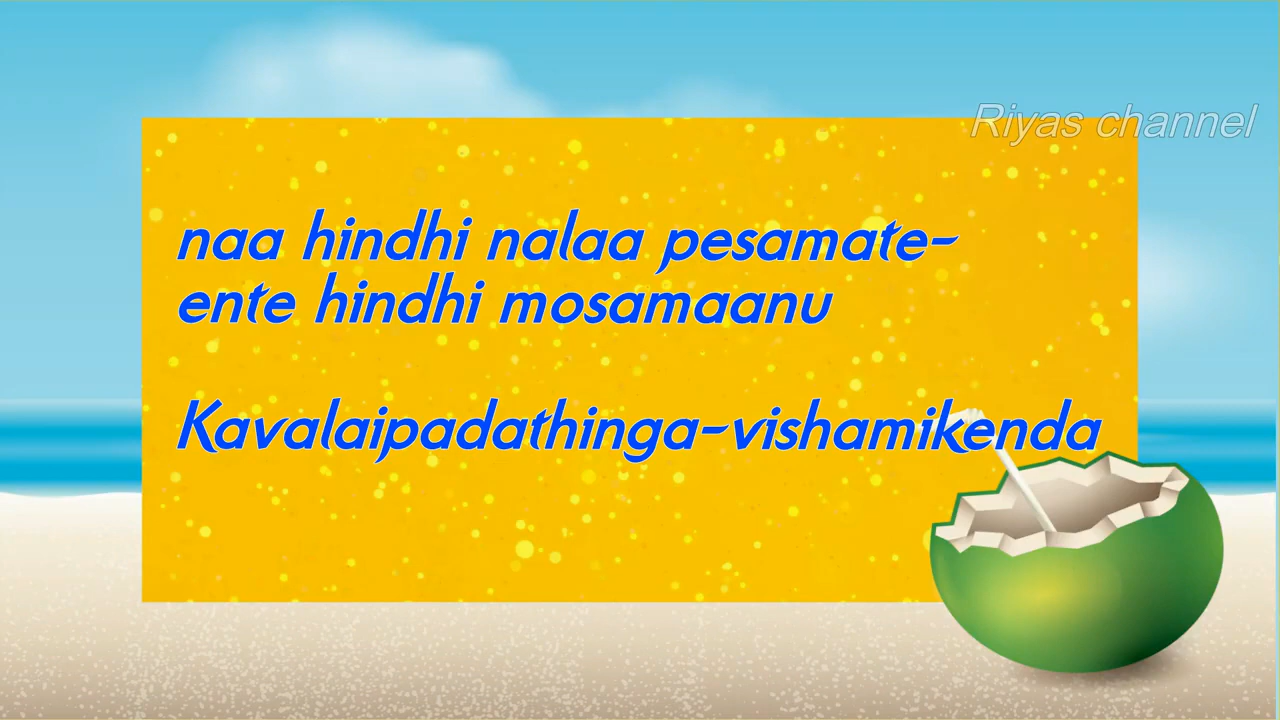 Riyas channel
naa hindhi nalaa pesamate-
ente hindhi mosamaanu
Kavalaipadathinga-vishamikenda